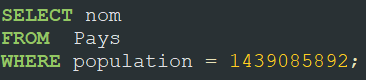 SELECT nom
FROM  Pays
WHERE population = 1439085892;